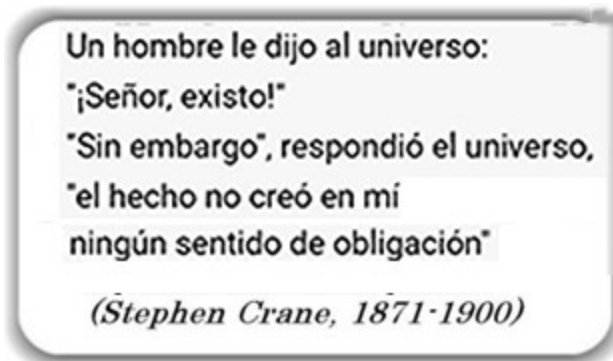 Un hombre le dijo al universo:
"¡Señor, existo!"
"Sin embargo", respondió el universo,
"el hecho no creó en mí
ningún sentido de obligación"
(Stephen Crane, 1871-1900)